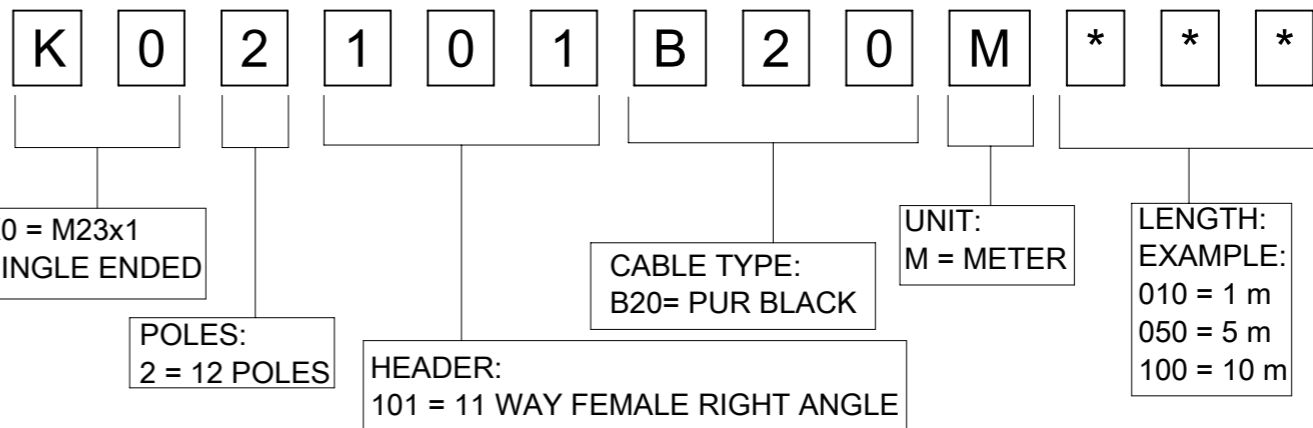 K 0 2 1 0 1 B 2 0 M * * *
0 = M23x1
INGLE ENDED
POLES:
2 = 12 POLES
HEADER:
101 = 11 WAY FEMALE RIGHT ANGLE
CABLE TYPE:
B20= PUR BLACK
UNIT:
M = METER
LENGTH:
EXAMPLE:
010 = 1 m
050 = 5 m
100 = 10 m